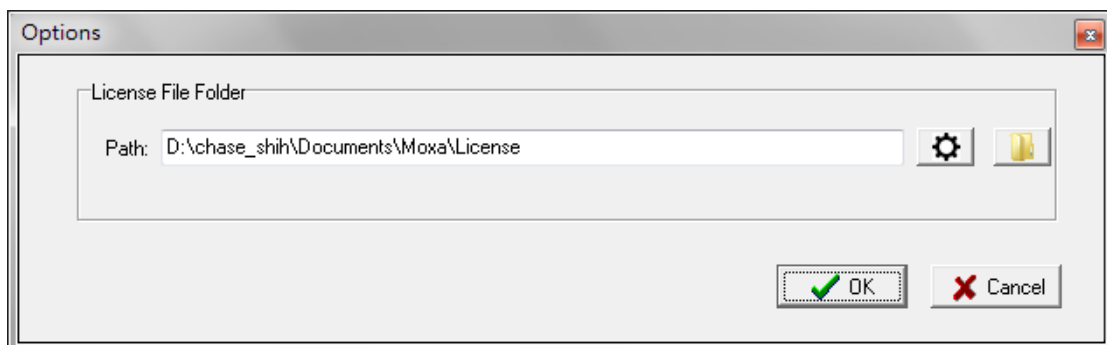 Options
License File Folder
Path: D:\chase_shih\Documents\Moxa\License
OK Cancel